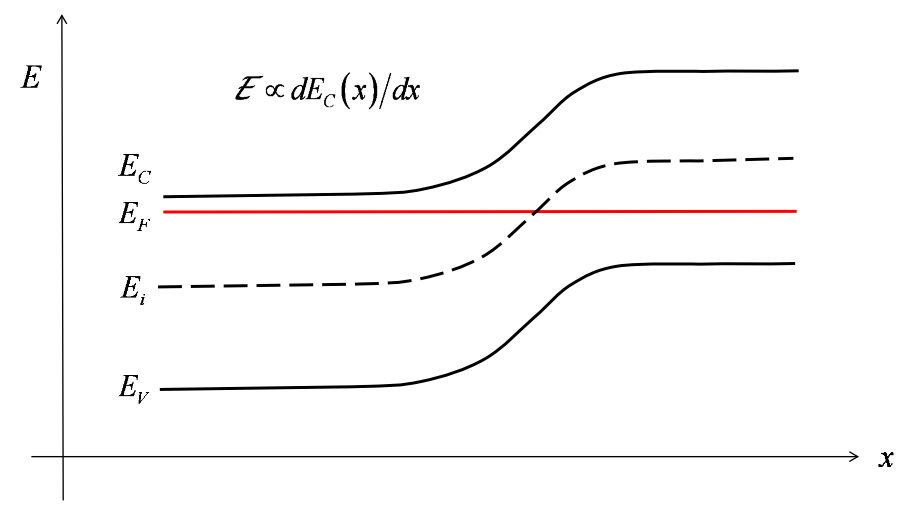 E
ℰ ∝ dE_C(x)/dx
E_C
E_F
E_i
E_V
x